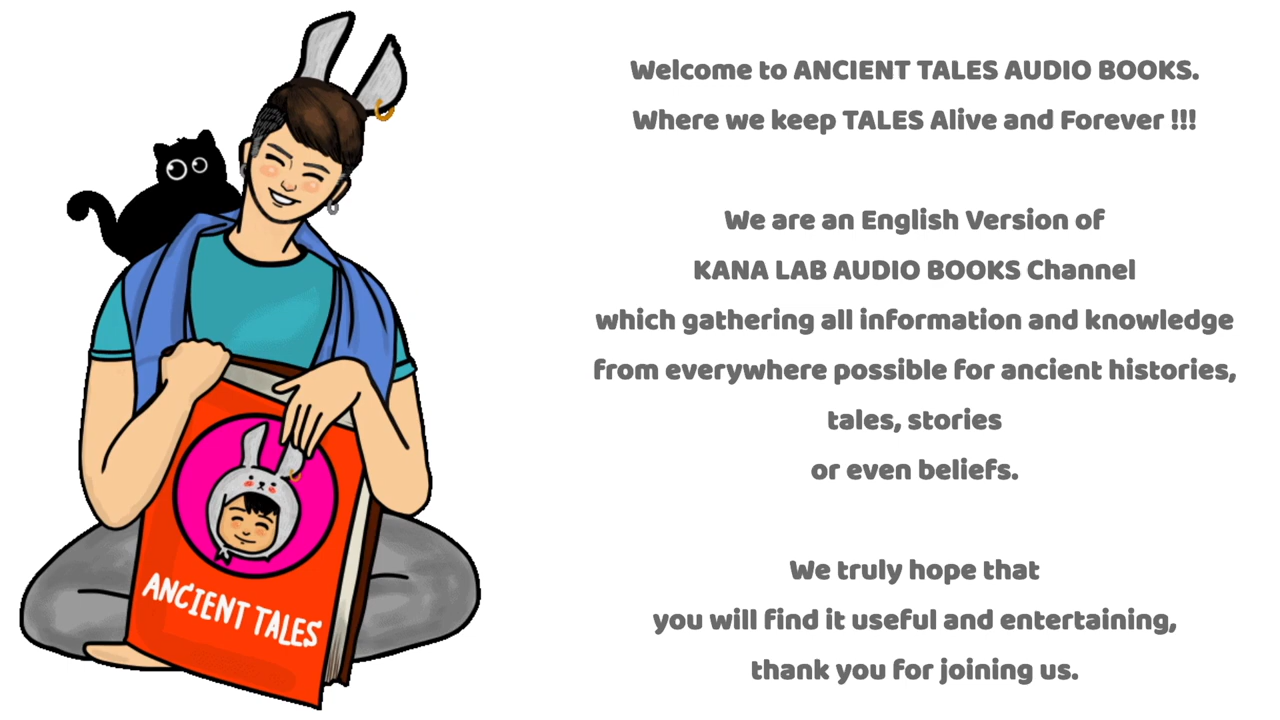 Welcome to ANCIENT TALES AUDIO BOOKS.
Where we keep TALES Alive and Forever !!!
We are an English Version of
KANA LAB AUDIO BOOKS Channel
which gathering all information and knowledge
from everywhere possible for ancient histories,
tales, stories
or even beliefs.
We truly hope that
you will find it useful and entertaining,
thank you for joining us.
ANCIENT TALES